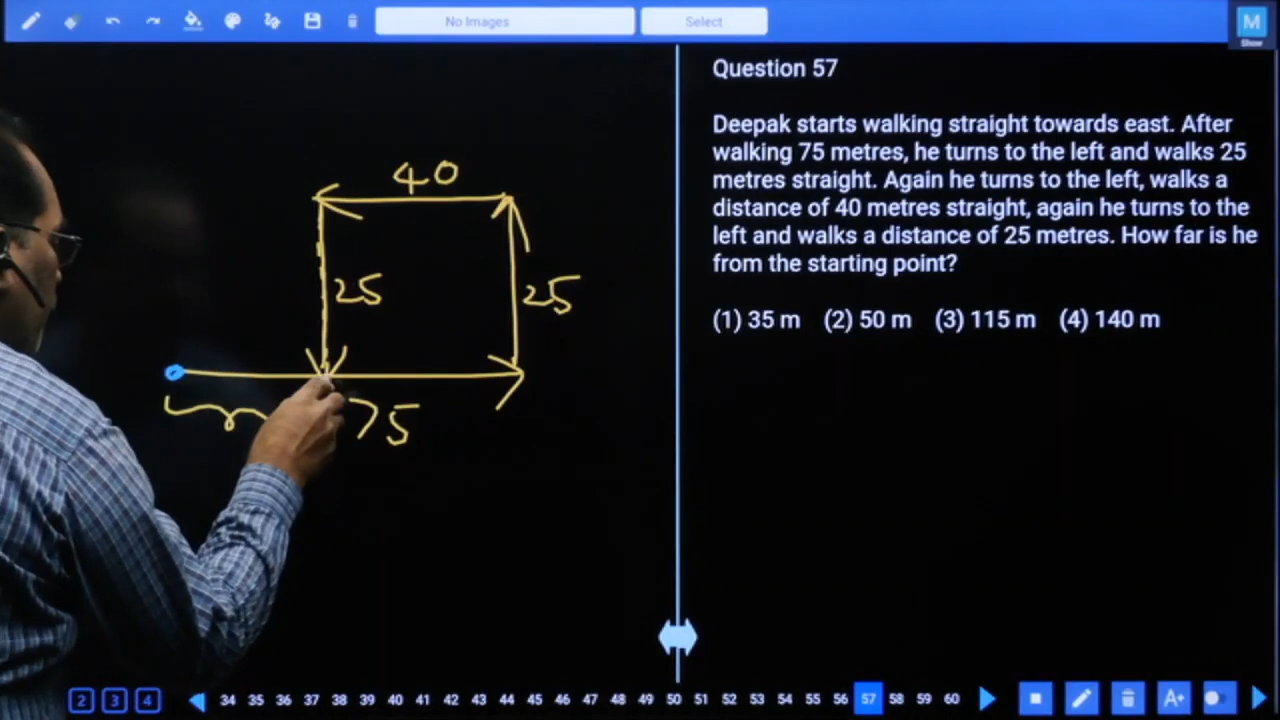 No Images
Select
M
Show
Question 57
Deepak starts walking straight towards east. After
walking 75 metres, he turns to the left and walks 25
metres straight. Again he turns to the left, walks a
distance of 40 metres straight, again he turns to the
left and walks a distance of 25 metres. How far is he
from the starting point?
(1) 35 m (2) 50 m (3) 115 m (4) 140 m
40
25
25
75
2 3 4 34 35 36 37 38 39 40 41 42 43 44 45 46 47 48 49 50 51 52 53 54 55 56 57 58 59 60 A+